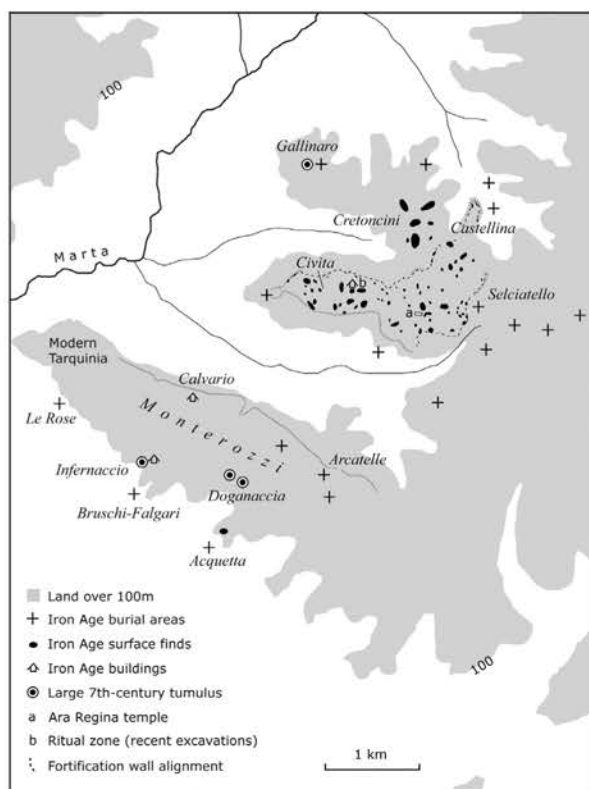 100
Gallinaro
Cretoncini
Castellina
Marta
Civita
b
Selciatello
a
Modern
Tarquinia
Calvario
Le Rose
Monterozzi
Arcatelle
Infernaccio
Doganaccia
Bruschi-Falgari
Acquetta
Land over 100m
Iron Age burial areas
Iron Age surface finds
100
Iron Age buildings
Large 7th-century tumulus
a Ara Regina temple
b Ritual zone (recent excavations)
Fortification wall alignment
1 km